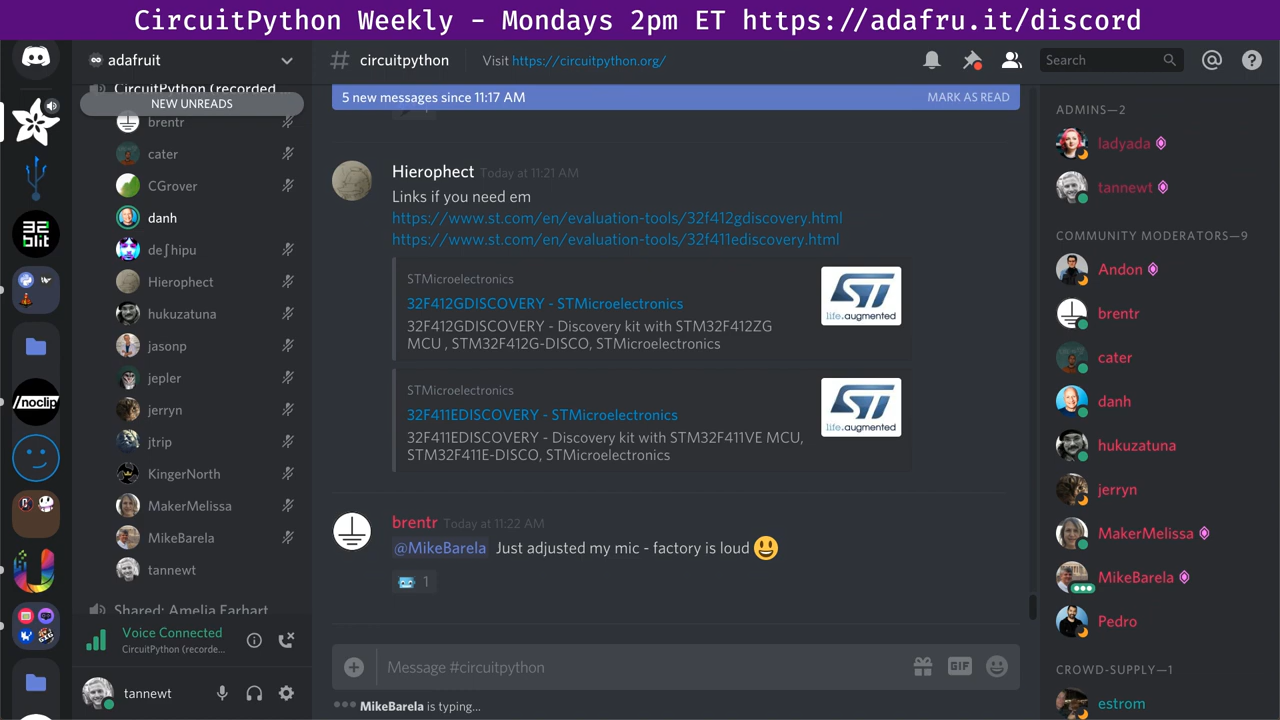 CircuitPython Weekly - Mondays 2pm ET https://adafru.it/discord
adafruit
# circuitpython
Visit https://circuitpython.org/
Search
CircuitPython (recorded
NEW UNREADS
brentr
cater
CGrover
danh
deʃhipu
Hierophect
hukuzatuna
jasonp
jepler
jerryn
jtrip
KingerNorth
MakerMelissa
MikeBarela
tannewt
Shared: Amelia Earhart
Voice Connected
CircuitPython (recorde...
tannewt
32
blit
/noclip
5 new messages since 11:17 AM
MARK AS READ
Hierophect Today at 11:21 AM
Links if you need em
https://www.st.com/en/evaluation-tools/32f412gdiscovery.html
https://www.st.com/en/evaluation-tools/32f411ediscovery.html
STMicroelectronics
32F412GDISCOVERY - STMicroelectronics
32F412GDISCOVERY - Discovery kit with STM32F412ZG
MCU , STM32F412G-DISCO, STMicroelectronics
ST
life.augmented
STMicroelectronics
32F411EDISCOVERY - STMicroelectronics
32F411EDISCOVERY - Discovery kit with STM32F411VE MCU,
STM32F411E-DISCO, STMicroelectronics
ST
life.augmented
brentr Today at 11:22 AM
@MikeBarela Just adjusted my mic - factory is loud 😃
1
Message #circuitpython
GIF
MikeBarela is typing...
ADMINS—2
ladyada
tannewt
COMMUNITY MODERATORS—9
Andon
brentr
cater
danh
hukuzatuna
jerryn
MakerMelissa
MikeBarela
Pedro
CROWD-SUPPLY—1
estrom